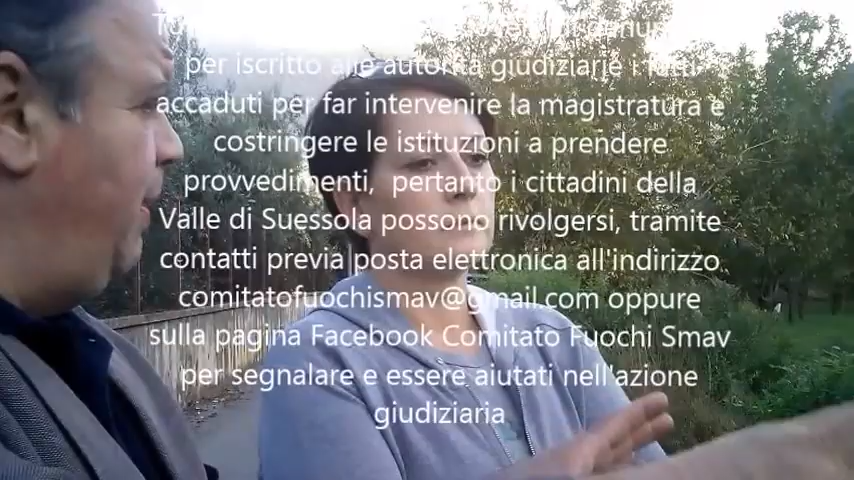 per iscritto alle autorità giudiziarie i fatti
accaduti per far intervenire la magistratura e
costringere le istituzioni a prendere
provvedimenti, pertanto i cittadini della
Valle di Suessola possono rivolgersi, tramite
contatti previa posta elettronica all'indirizzo
comitatofuochismav@gmail.com oppure
sulla pagina Facebook Comitato Fuochi Smav
per segnalare e essere aiutati nell'azione
giudiziaria